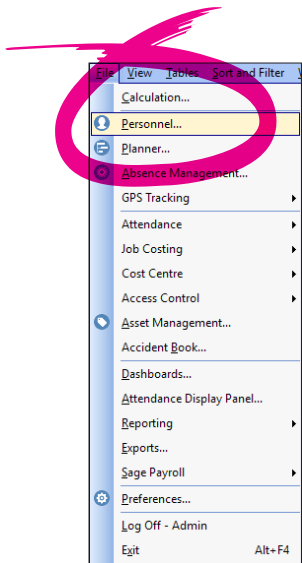 File View Tables Sort and Filter
Calculation...
Personnel...
Planner...
Absence Management...
GPS Tracking
Attendance
Job Costing
Cost Centre
Access Control
Asset Management...
Accident Book...
Dashboards...
Attendance Display Panel...
Reporting
Exports...
Sage Payroll
Preferences...
Log Off - Admin
Exit Alt+F4